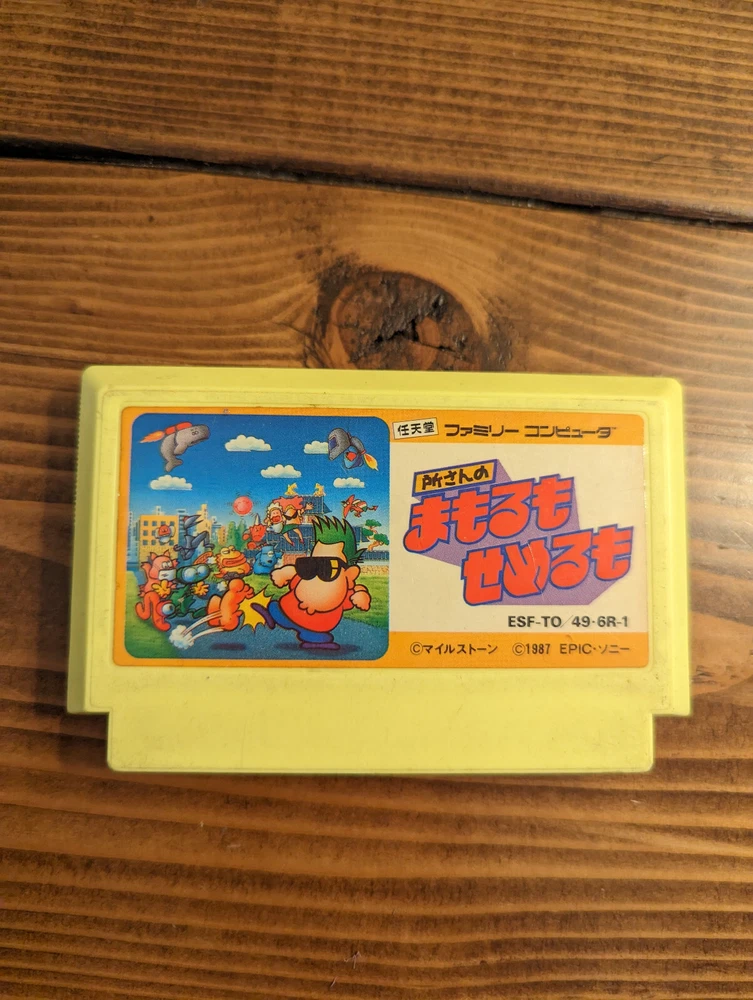 任天堂 ファミリー コンピュータ™
所さんの
まもるも
せめるも
ESF-TO/49・6R-1
©マイルストーン ©1987 EPIC・ソニー